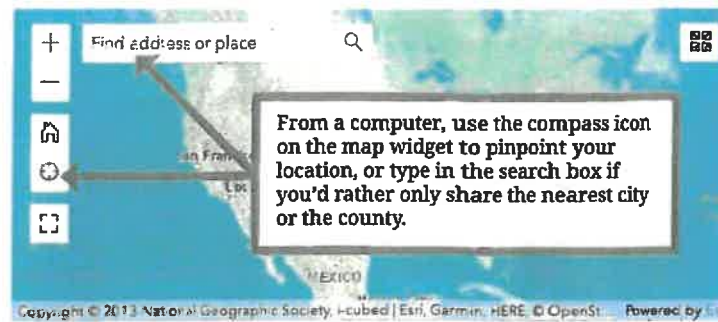 Find address or place
From a computer, use the compass icon
on the map widget to pinpoint your
location, or type in the search box if
you'd rather only share the nearest city
or the county.
an Franc
MEXICO
Copyright © 2013 National Geographic Society, i-cubed | Esri, Garmin, HERE, © OpenSt... Powered by